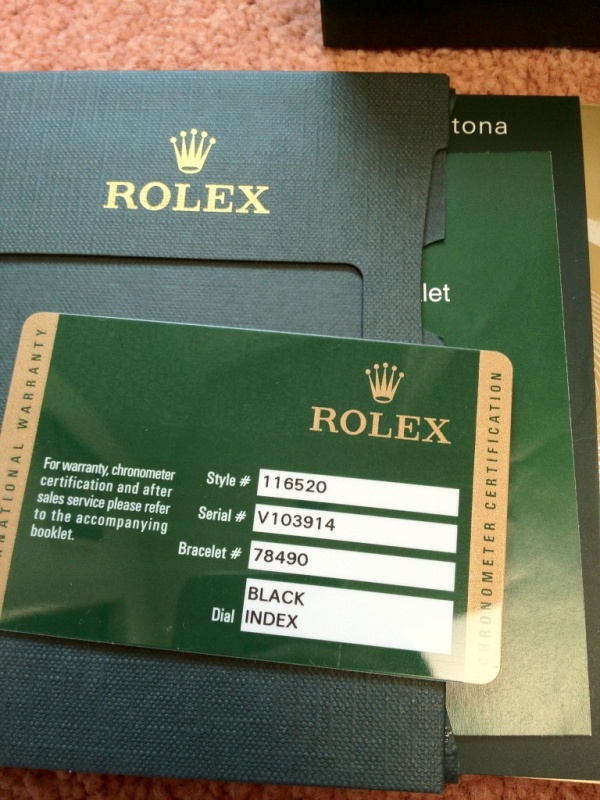 tona
ROLEX
let
ROLEX
NATIONAL WARRANTY
CHRONOMETER CERTIFICATION
For warranty, chronometer
certification and after
sales service please refer
to the accompanying
booklet.
Style # 116520
Serial # V103914
Bracelet # 78490
Dial BLACK
INDEX